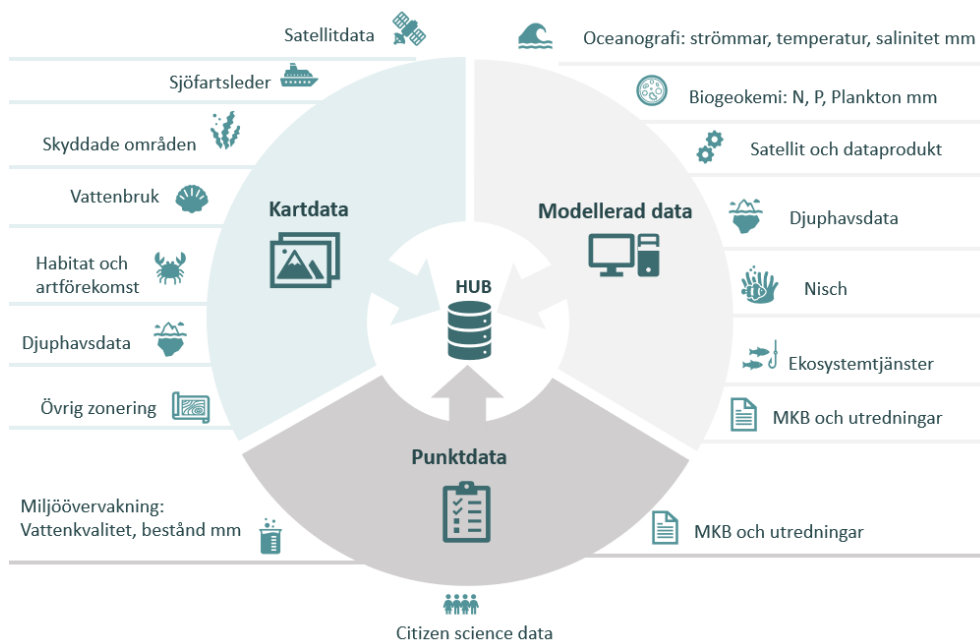 Satellitdata
Sjöfartsleder
Skyddade områden
Vattenbruk
Habitat och
artförekomst
Djuphavsdata
Övrig zonering
Kartdata
HUB
Modellerad data
Oceanografi: strömmar, temperatur, salinitet mm
Biogeokemi: N, P, Plankton mm
Satellit och dataprodukt
Djuphavsdata
Nisch
Ekosystemtjänster
MKB och utredningar
Punktdata
Miljöövervakning:
Vattenkvalitet, bestånd mm
MKB och utredningar
Citizen science data